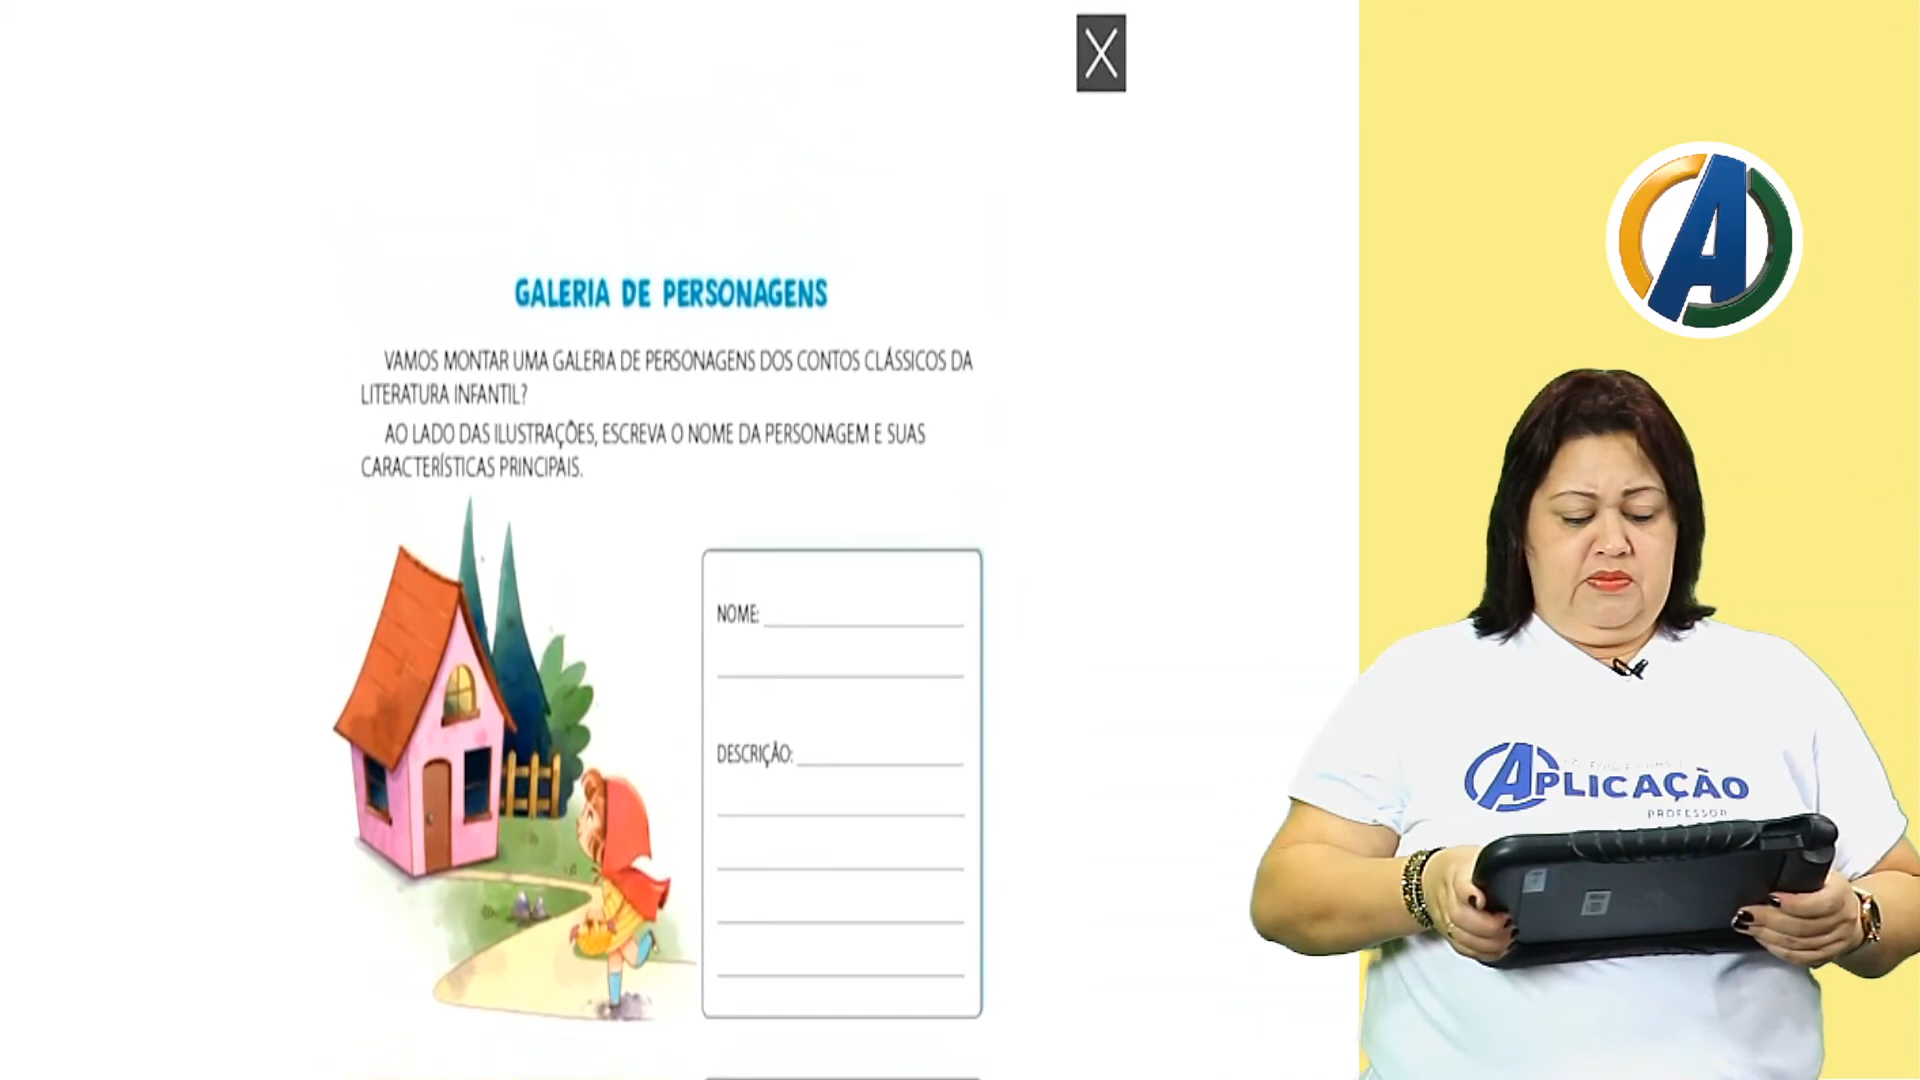 X
GALERIA DE PERSONAGENS
VAMOS MONTAR UMA GALERIA DE PERSONAGENS DOS CONTOS CLÁSSICOS DA
LITERATURA INFANTIL?
AO LADO DAS ILUSTRAÇÕES, ESCREVA O NOME DA PERSONAGEM E SUAS
CARACTERÍSTICAS PRINCIPAIS.
NOME:
DESCRIÇÃO:
A
APLICAÇÃO
PROFESSOR